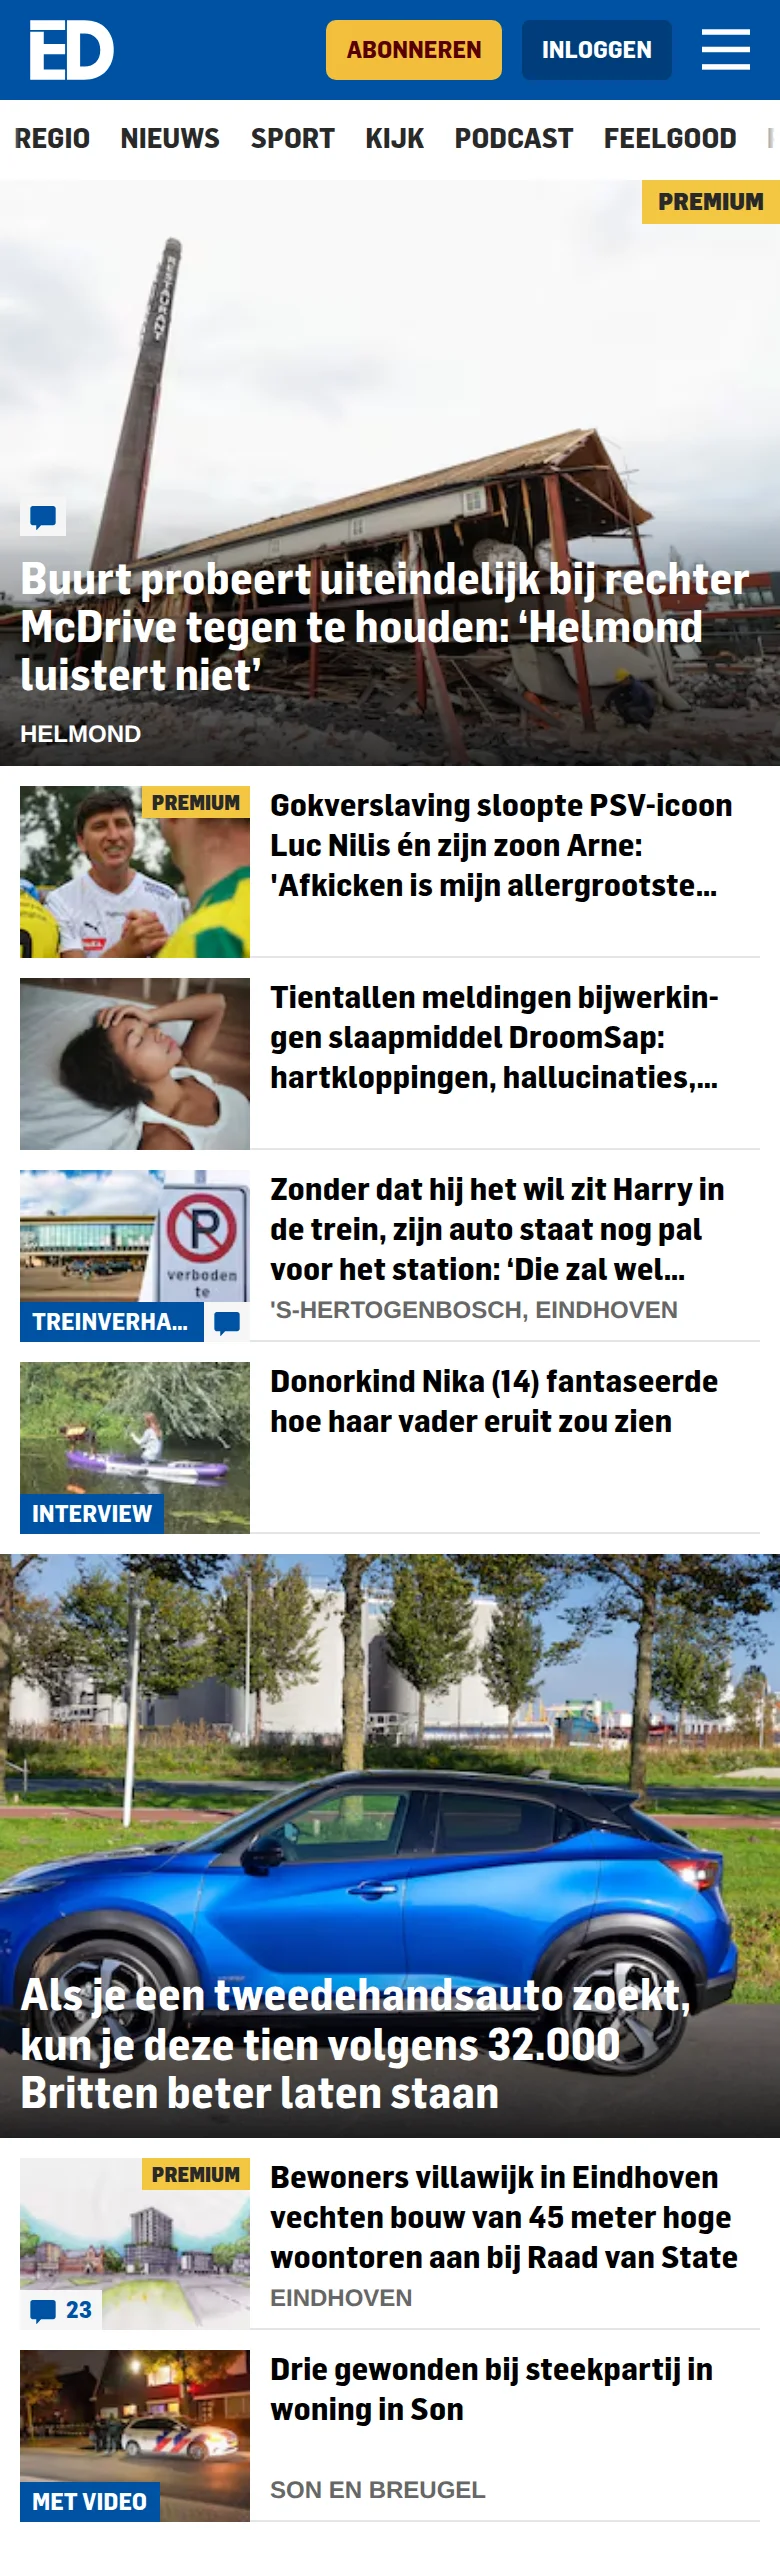 ED
ABONNEREN
INLOGGEN
REGIO NIEUWS SPORT KIJK PODCAST FEELGOOD
PREMIUM
RESTAURANT
Buurt probeert uiteindelijk bij rechter
McDrive tegen te houden: ‘Helmond
luistert niet’
HELMOND
PREMIUM
Gokverslaving sloopte PSV-icoon
Luc Nilis én zijn zoon Arne:
'Afkicken is mijn allergrootste...
Tientallen meldingen bijwerkin-
gen slaapmiddel DroomSap:
hartkloppingen, hallucinaties,...
P
verboden
te
TREINVERHA...
Zonder dat hij het wil zit Harry in
de trein, zijn auto staat nog pal
voor het station: ‘Die zal wel...
'S-HERTOGENBOSCH, EINDHOVEN
INTERVIEW
Donorkind Nika (14) fantaseerde
hoe haar vader eruit zou zien
Als je een tweedehandsauto zoekt,
kun je deze tien volgens 32.000
Britten beter laten staan
PREMIUM
23
Bewoners villawijk in Eindhoven
vechten bouw van 45 meter hoge
woontoren aan bij Raad van State
EINDHOVEN
MET VIDEO
Drie gewonden bij steekpartij in
woning in Son
SON EN BREUGEL